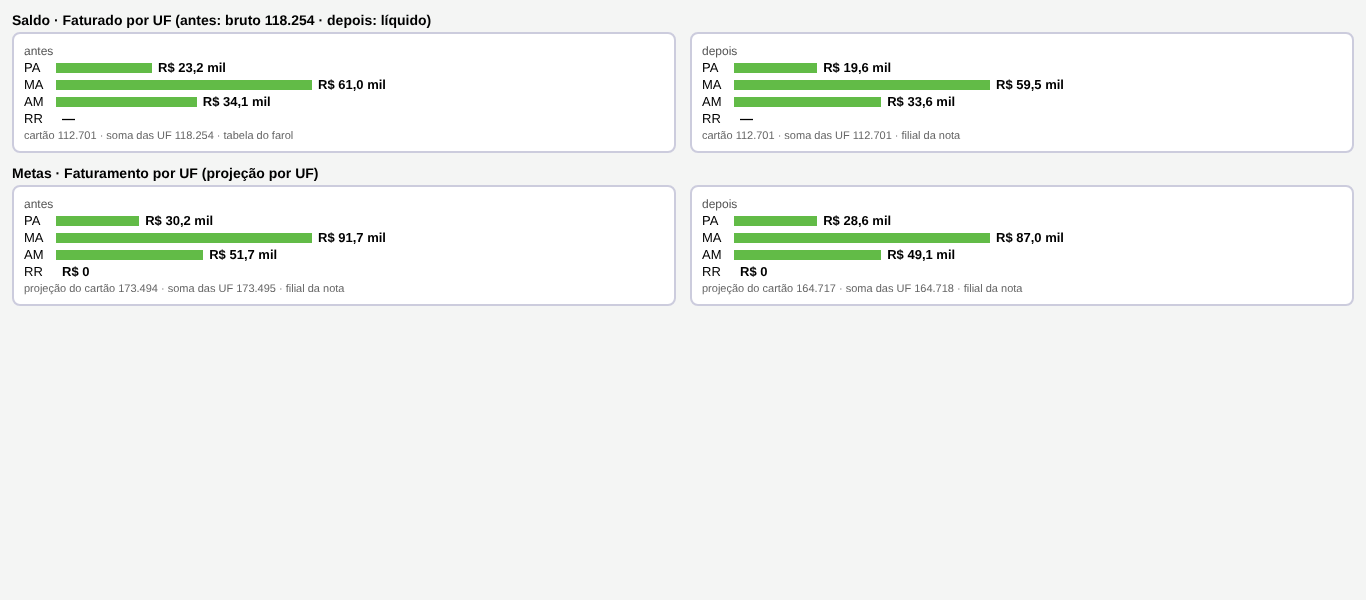 Saldo · Faturado por UF (antes: bruto 118.254 · depois: líquido)
antes
PA R$ 23,2 mil
MA R$ 61,0 mil
AM R$ 34,1 mil
RR —
cartão 112.701 · soma das UF 118.254 · tabela do farol
depois
PA R$ 19,6 mil
MA R$ 59,5 mil
AM R$ 33,6 mil
RR —
cartão 112.701 · soma das UF 112.701 · filial da nota
Metas · Faturamento por UF (projeção por UF)
antes
PA R$ 30,2 mil
MA R$ 91,7 mil
AM R$ 51,7 mil
RR R$ 0
projeção do cartão 173.494 · soma das UF 173.495 · filial da nota
depois
PA R$ 28,6 mil
MA R$ 87,0 mil
AM R$ 49,1 mil
RR R$ 0
projeção do cartão 164.717 · soma das UF 164.718 · filial da nota